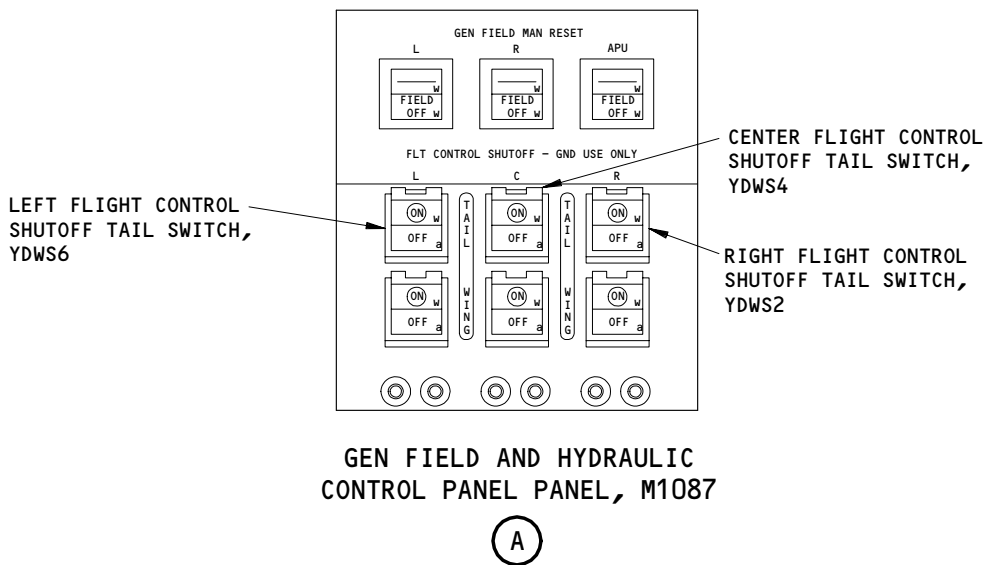 GEN FIELD MAN RESET
L R APU
W W W
FIELD FIELD FIELD
OFF W OFF W OFF W
FLT CONTROL SHUTOFF - GND USE ONLY
L C R
CENTER FLIGHT CONTROL
SHUTOFF TAIL SWITCH,
YDWS4
LEFT FLIGHT CONTROL
SHUTOFF TAIL SWITCH,
YDWS6
ON W ON W ON W
OFF a OFF a OFF a
TAIL TAIL
RIGHT FLIGHT CONTROL
SHUTOFF TAIL SWITCH,
YDWS2
ON W ON W ON W
OFF a OFF a OFF a
WING WING
GEN FIELD AND HYDRAULIC
CONTROL PANEL PANEL, M1087
A